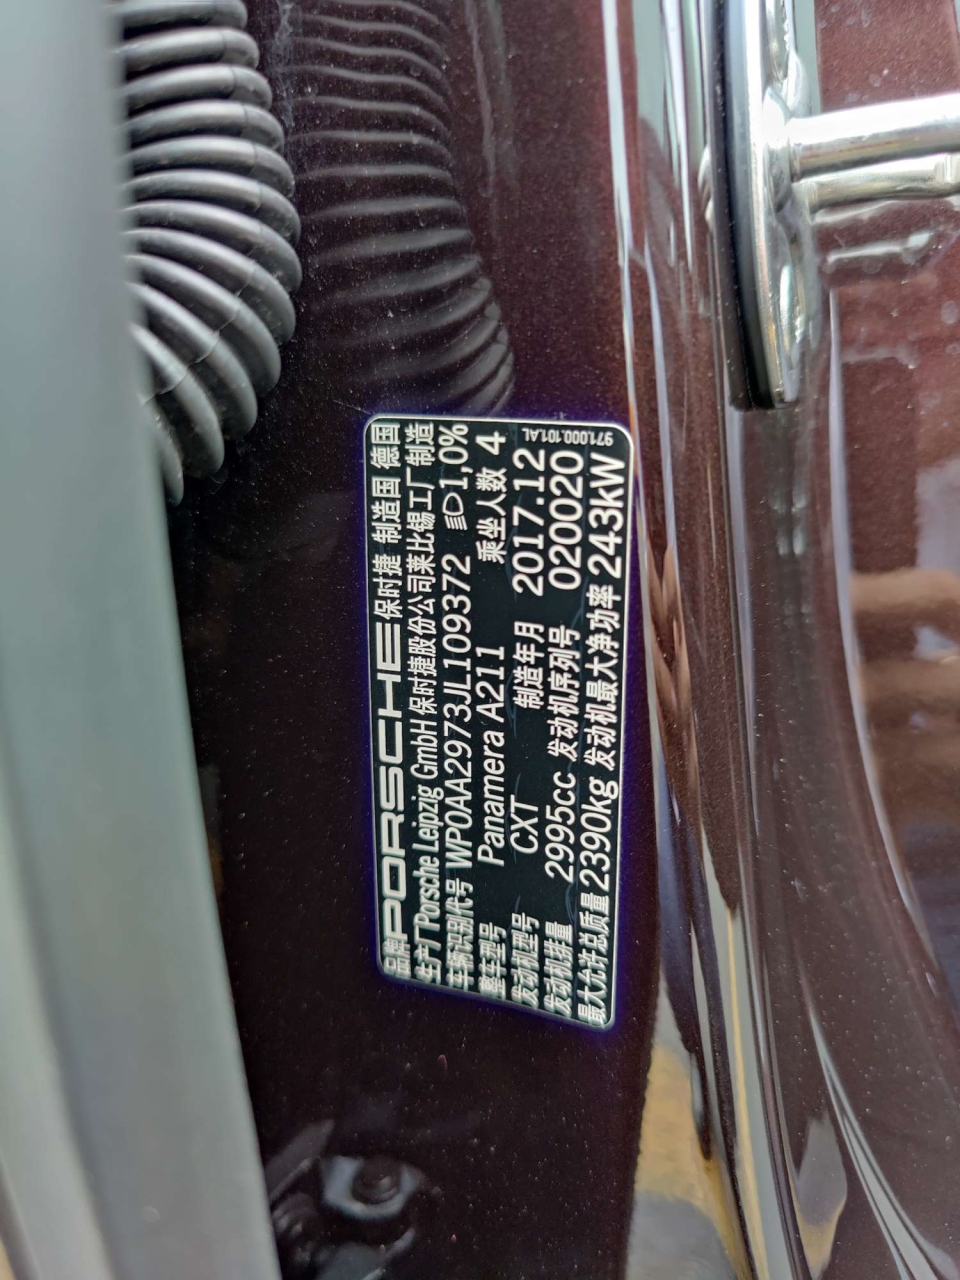 品牌 PORSCHE 保时捷 制造国 德国
生产厂 Porsche Leipzig GmbH 保时捷股份公司莱比锡工厂 制造
车辆识别代号 WP0AA2973JL109372 1,0%
整车型号 Panamera A211 乘坐人数 4
发动机型号 CXT 制造年月 2017.12
发动机排量 2995cc 发动机序列号 020020
最大允许总质量 2390kg 发动机最大净功率 243kW
971.000.101.AL